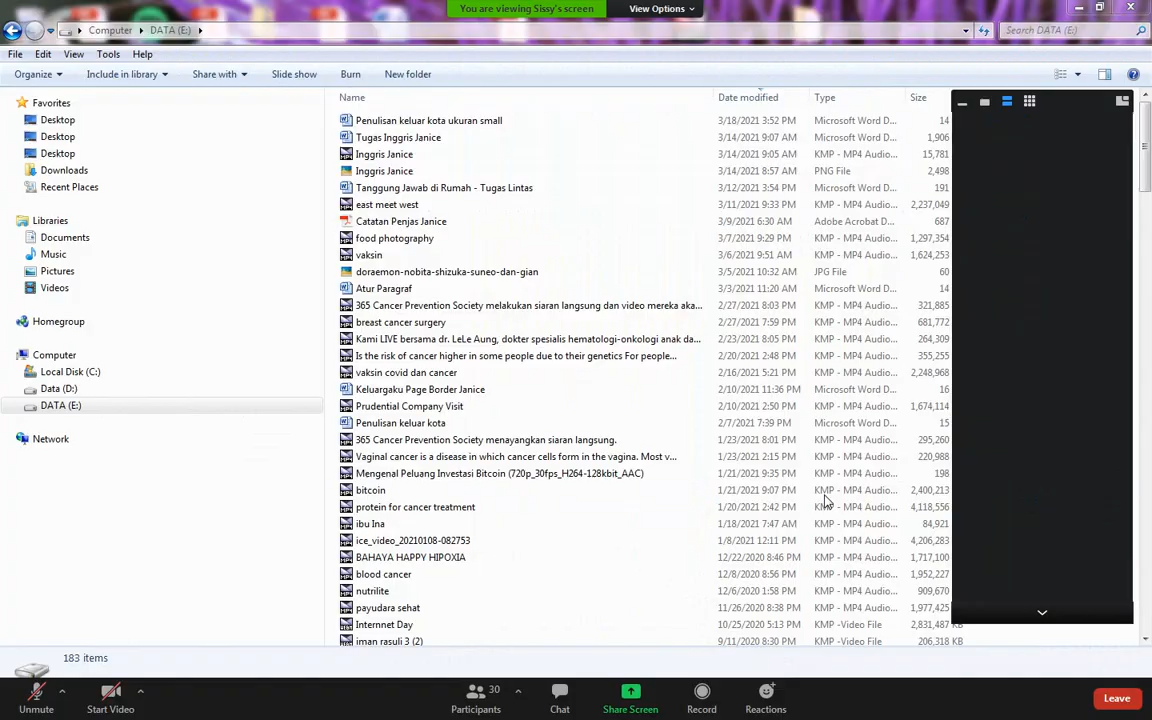 You are viewing Sissy's screen View Options
Computer DATA (E:) Search DATA (E:)
File Edit View Tools Help
Organize Include in library Share with Slide show Burn New folder
Favorites
Desktop
Desktop
Desktop
Downloads
Recent Places
Libraries
Documents
Music
Pictures
Videos
Homegroup
Computer
Local Disk (C:)
Data (D:)
DATA (E:)
Network
Name Date modified Type Size
Penulisan keluar kota ukuran small 3/18/2021 3:52 PM Microsoft Word D... 14
Tugas Inggris Janice 3/14/2021 9:07 AM Microsoft Word D... 1,906
Inggris Janice 3/14/2021 9:05 AM KMP - MP4 Audio... 15,781
Inggris Janice 3/14/2021 8:57 AM PNG File 2,498
Tanggung Jawab di Rumah - Tugas Lintas 3/12/2021 3:54 PM Microsoft Word D... 191
east meet west 3/11/2021 9:33 PM KMP - MP4 Audio... 2,237,049
Catatan Penjas Janice 3/9/2021 6:30 AM Adobe Acrobat D... 687
food photography 3/7/2021 9:29 PM KMP - MP4 Audio... 1,297,354
vaksin 3/6/2021 9:51 AM KMP - MP4 Audio... 1,624,253
doraemon-nobita-shizuka-suneo-dan-gian 3/5/2021 10:32 AM JPG File 60
Atur Paragraf 3/3/2021 11:20 AM Microsoft Word D... 14
365 Cancer Prevention Society melakukan siaran langsung dan video mereka aka... 2/27/2021 8:03 PM KMP - MP4 Audio... 321,885
breast cancer surgery 2/27/2021 7:59 PM KMP - MP4 Audio... 681,772
Kami LIVE bersama dr. LeLe Aung, dokter spesialis hematologi-onkologi anak da... 2/23/2021 8:05 PM KMP - MP4 Audio... 264,309
Is the risk of cancer higher in some people due to their genetics For people... 2/20/2021 2:48 PM KMP - MP4 Audio... 355,255
vaksin covid dan cancer 2/16/2021 5:21 PM KMP - MP4 Audio... 2,248,968
Keluargaku Page Border Janice 2/10/2021 11:36 PM Microsoft Word D... 16
Prudential Company Visit 2/10/2021 2:50 PM KMP - MP4 Audio... 1,674,114
Penulisan keluar kota 2/7/2021 7:39 PM Microsoft Word D... 15
365 Cancer Prevention Society menayangkan siaran langsung. 1/23/2021 8:01 PM KMP - MP4 Audio... 295,260
Vaginal cancer is a disease in which cancer cells form in the vagina. Most v... 1/23/2021 2:15 PM KMP - MP4 Audio... 220,988
Mengenal Peluang Investasi Bitcoin (720p_30fps_H264-128kbit_AAC) 1/21/2021 9:35 PM KMP - MP4 Audio... 198
bitcoin 1/21/2021 9:07 PM KMP - MP4 Audio... 2,400,213
protein for cancer treatment 1/20/2021 2:42 PM KMP - MP4 Audio... 4,118,556
ibu Ina 1/18/2021 7:47 AM KMP - MP4 Audio... 84,921
ice_video_20210108-082753 1/8/2021 12:11 PM KMP - MP4 Audio... 4,206,283
BAHAYA HAPPY HIPOXIA 12/22/2020 8:46 PM KMP - MP4 Audio... 1,717,100
blood cancer 12/8/2020 8:56 PM KMP - MP4 Audio... 1,952,227
nutrilite 12/6/2020 1:58 PM KMP - MP4 Audio... 909,670
payudara sehat 11/26/2020 8:38 PM KMP - MP4 Audio... 1,977,425
Internnet Day 10/25/2020 5:13 PM KMP -Video File 2,831,487 KB
iman rasuli 3 (2) 9/11/2020 8:30 PM KMP -Video File 206,318 KB
183 items
30
Unmute Start Video Participants Chat Share Screen Record Reactions Leave